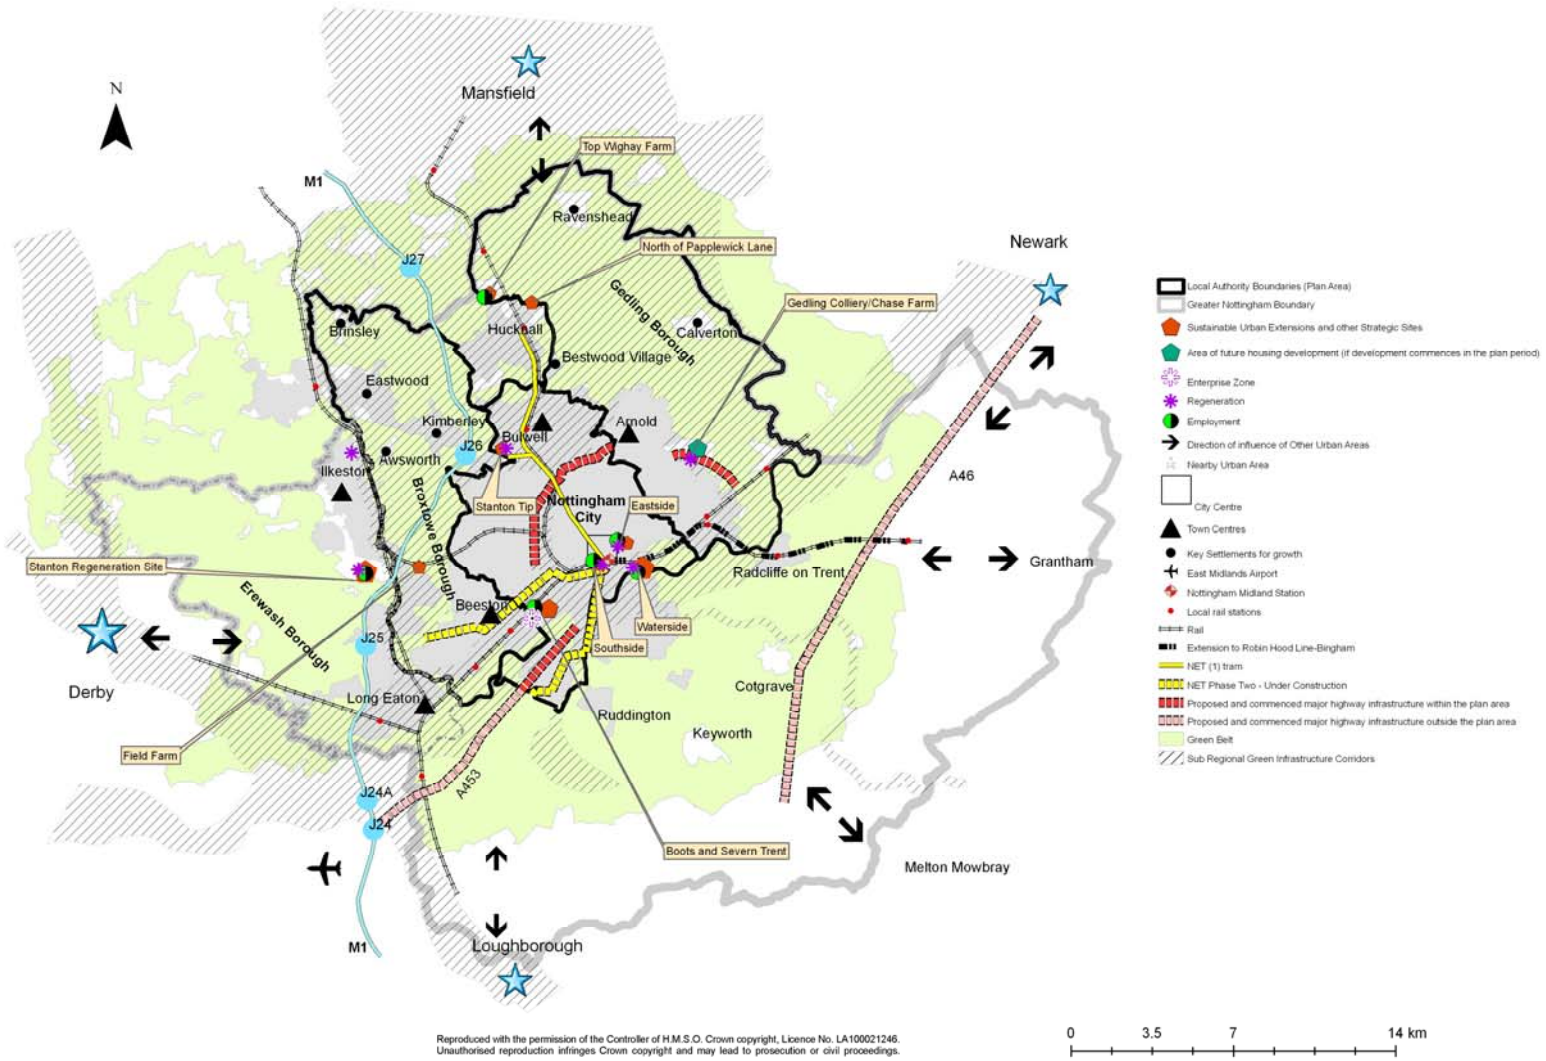 N
Mansfield
Top Wighay Farm
M1
Ravenshead
North of Papplewick Lane
Newark
J27
Gedling Borough
Gedling Colliery/Chase Farm
Brinsley
Hucknall
Calverton
Bestwood Village
Eastwood
Kimberley
Arnold
Bulwell
J26
Awsworth
Ilkeston
A46
Broxtowe Borough
Stanton Tip
Nottingham
City
Eastside
Stanton Regeneration Site
Radcliffe on Trent
Grantham
Erewash Borough
Beeston
Waterside
J25
Southside
Derby
Long Eaton
Cotgrave
Ruddington
Keyworth
Field Farm
A453
J24A
J24
Boots and Severn Trent
Melton Mowbray
M1
Loughborough
Local Authority Boundaries (Plan Area)
Greater Nottingham Boundary
Sustainable Urban Extensions and other Strategic Sites
Area of future housing development (if development commences in the plan period)
Enterprise Zone
Regeneration
Employment
Direction of influence of Other Urban Areas
Nearby Urban Area
City Centre
Town Centres
Key Settlements for growth
East Midlands Airport
Nottingham Midland Station
Local rail stations
Rail
Extension to Robin Hood Line-Bingham
NET (1) tram
NET Phase Two - Under Construction
Proposed and commenced major highway infrastructure within the plan area
Proposed and commenced major highway infrastructure outside the plan area
Green Belt
Sub Regional Green Infrastructure Corridors
Reproduced with the permission of the Controller of H.M.S.O. Crown copyright, Licence No. LA100021246.
Unauthorised reproduction infringes Crown copyright and may lead to prosecution or civil proceedings.
0 3.5 7 14 km